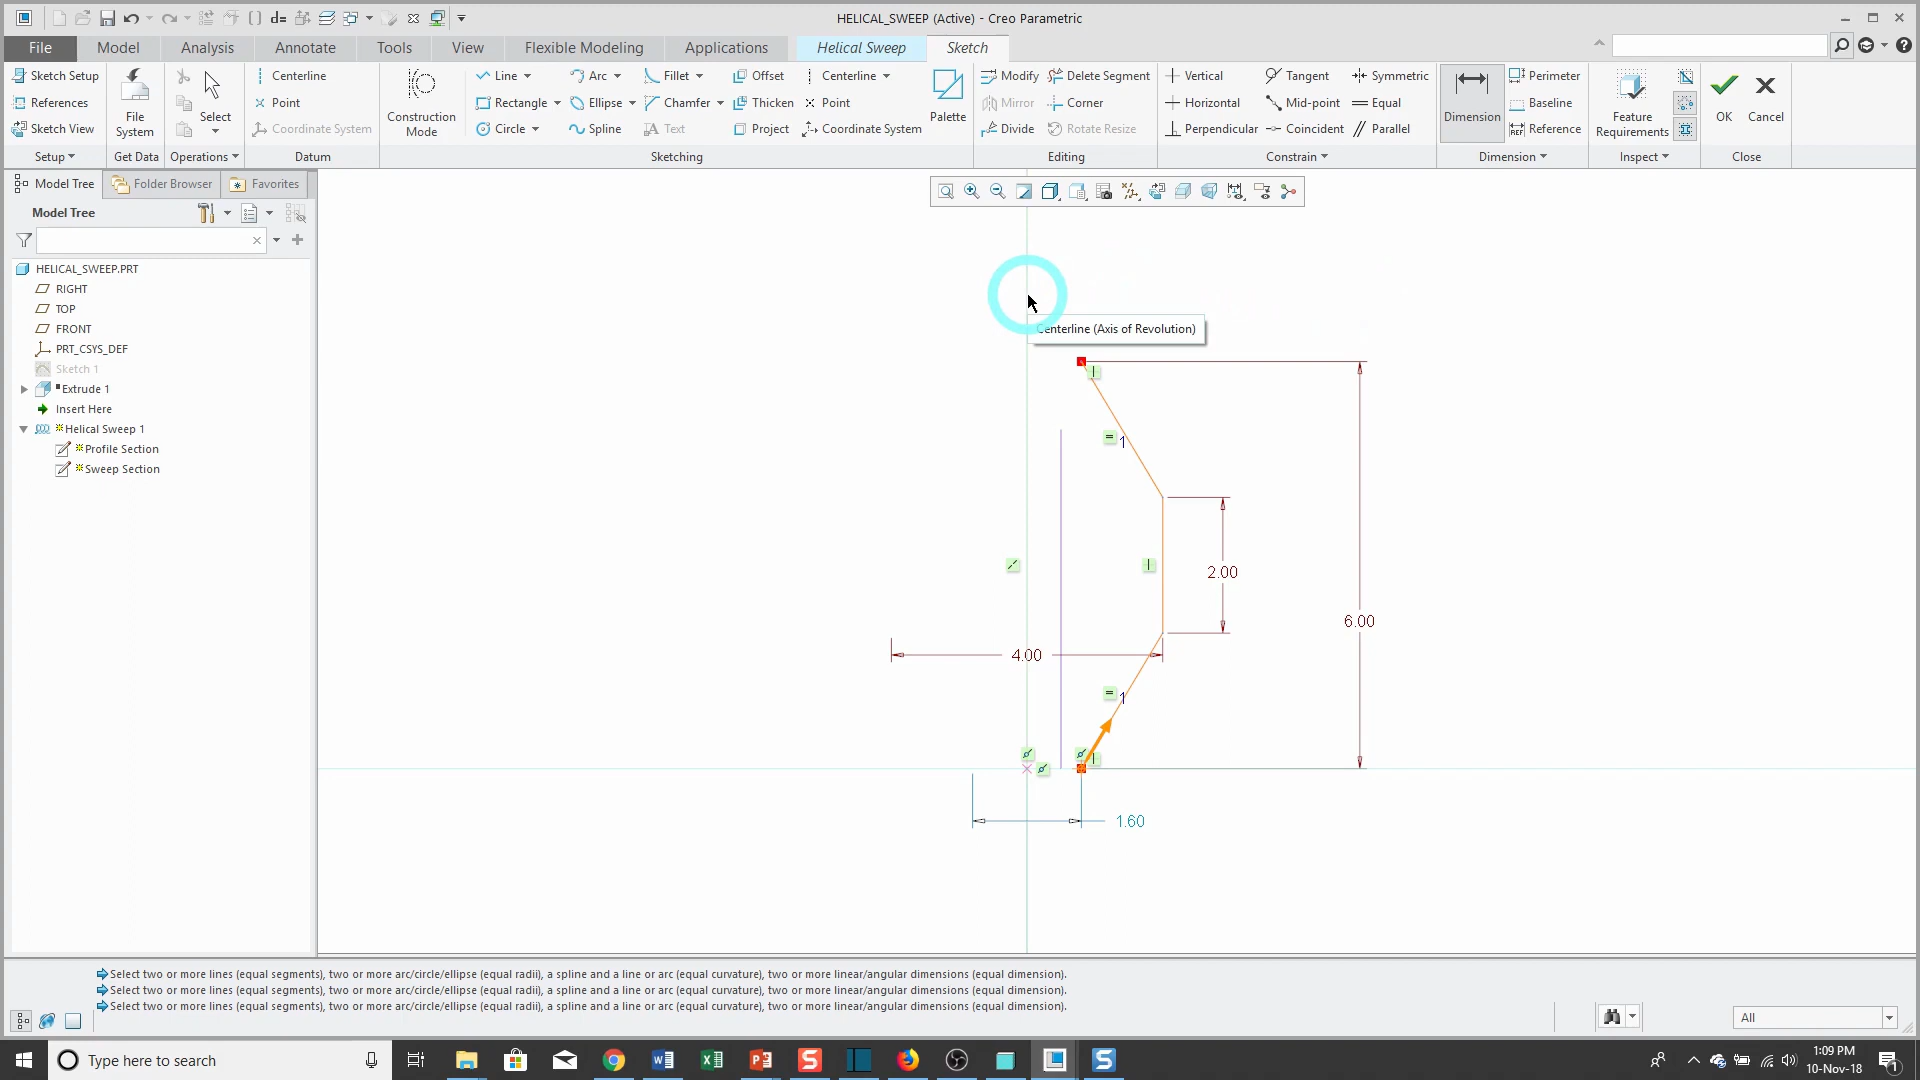 HELICAL_SWEEP (Active) - Creo Parametric
File Model Analysis Annotate Tools View Flexible Modeling Applications Helical Sweep Sketch
Sketch Setup
References
Sketch View
Setup
File System
Get Data
Select
Operations
Centerline
Point
Coordinate System
Datum
Construction Mode
Line Arc Fillet Offset Centerline
Rectangle Ellipse Chamfer Thicken Point
Circle Spline Text Project Coordinate System
Palette
Sketching
Modify Delete Segment
Mirror Corner
Divide Rotate Resize
Editing
Vertical Tangent Symmetric
Horizontal Mid-point Equal
Perpendicular Coincident Parallel
Constrain
Dimension
Perimeter
Baseline
REF Reference
Dimension
Feature Requirements
Inspect
OK Cancel
Close
Model Tree Folder Browser Favorites
Model Tree
HELICAL_SWEEP.PRT
RIGHT
TOP
FRONT
PRT_CSYS_DEF
Sketch 1
Extrude 1
Insert Here
Helical Sweep 1
Profile Section
Sweep Section
Centerline (Axis of Revolution)
1
2.00
6.00
4.00
1
1.60
Select two or more lines (equal segments), two or more arc/circle/ellipse (equal radii), a spline and a line or arc (equal curvature), two or more linear/angular dimensions (equal dimension).
Select two or more lines (equal segments), two or more arc/circle/ellipse (equal radii), a spline and a line or arc (equal curvature), two or more linear/angular dimensions (equal dimension).
Select two or more lines (equal segments), two or more arc/circle/ellipse (equal radii), a spline and a line or arc (equal curvature), two or more linear/angular dimensions (equal dimension).
All
Type here to search
1:09 PM
10-Nov-18
1